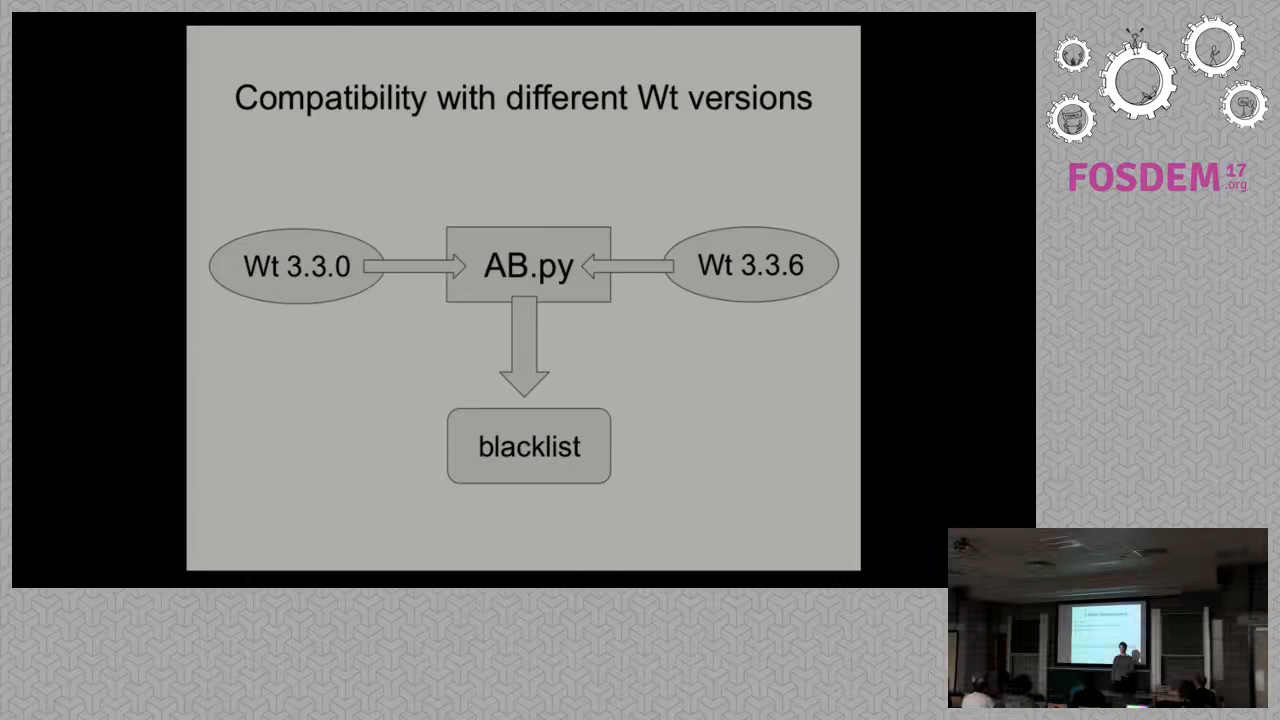 Compatibility with different Wt versions
Wt 3.3.0
AB.py
Wt 3.3.6
blacklist
FOSDEM 17
.org